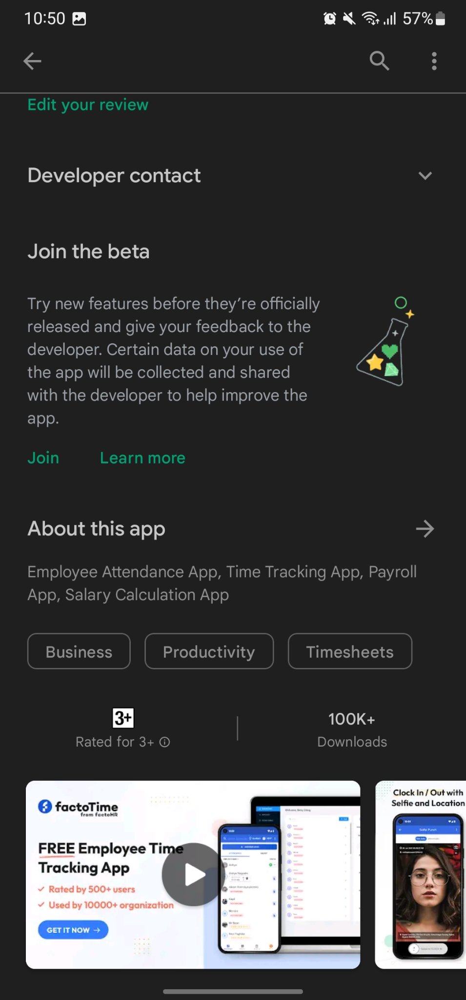 10:50
57%
Edit your review
Developer contact
Join the beta
Try new features before they’re officially
released and give your feedback to the
developer. Certain data on your use of
the app will be collected and shared
with the developer to help improve the
app.
Join Learn more
About this app
Employee Attendance App, Time Tracking App, Payroll
App, Salary Calculation App
Business Productivity Timesheets
3+
Rated for 3+
100K+
Downloads
factoTime
from factoHR
FREE Employee Time
Tracking App
Rated by 500+ users
Used by 10000+ organization
GET IT NOW →
Clock In / Out with
Selfie and Location
Selfie Punch